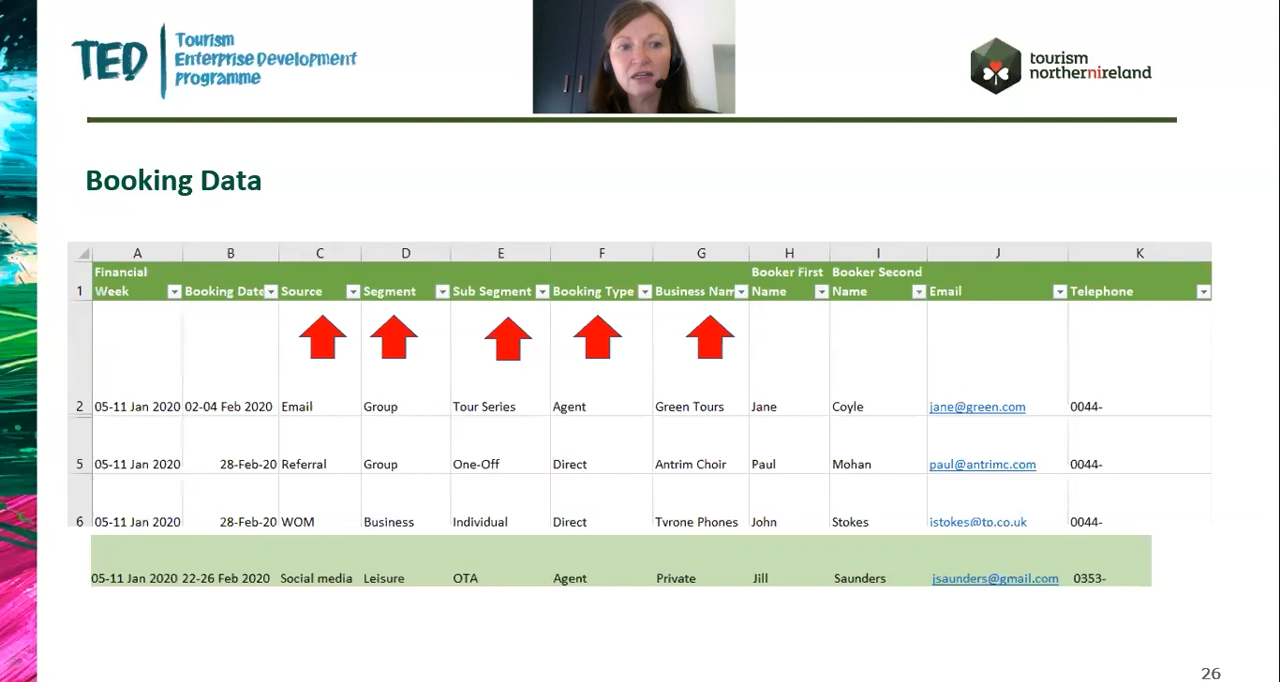 TED
Tourism
Enterprise Development
programme
tourism
northernireland
Booking Data
A B C D E F G H I J K
Financial Booker First Booker Second
1 Week Booking Date Source Segment Sub Segment Booking Type Business Nam Name Name Email Telephone
2 05-11 Jan 2020 02-04 Feb 2020 Email Group Tour Series Agent Green Tours Jane Coyle jane@green.com 0044-
5 05-11 Jan 2020 28-Feb-20 Referral Group One-Off Direct Antrim Choir Paul Mohan paul@antrimc.com 0044-
6 05-11 Jan 2020 28-Feb-20 WOM Business Individual Direct Tyrone Phones John Stokes jstokes@tp.co.uk 0044-
05-11 Jan 2020 22-26 Feb 2020 Social media Leisure OTA Agent Private Jill Saunders jsaunders@gmail.com 0353-
26